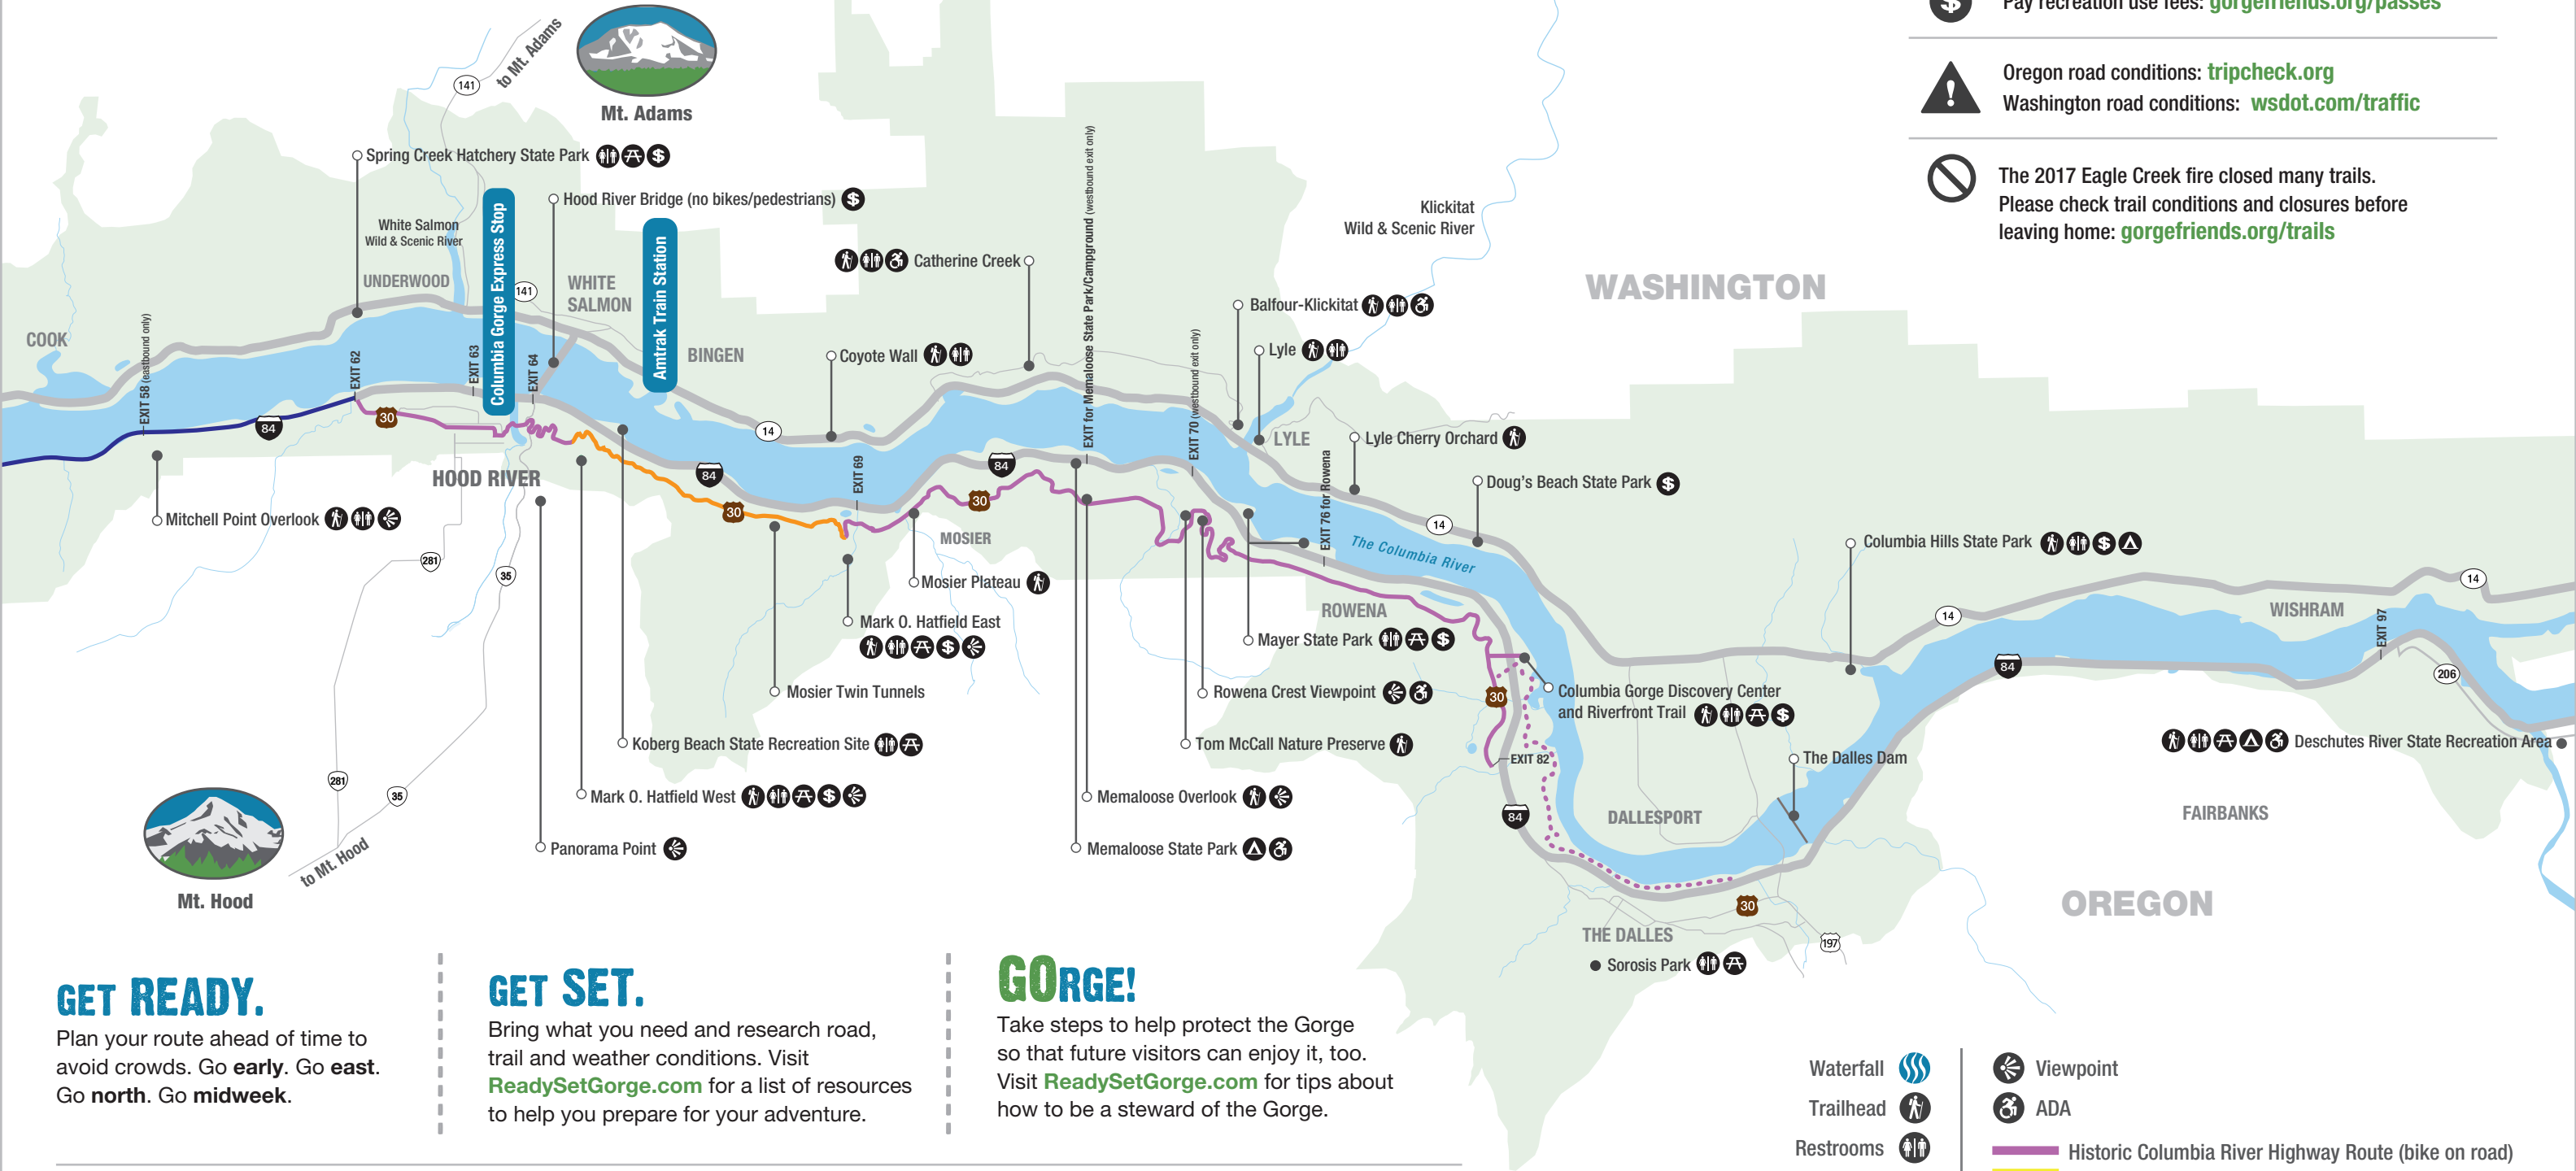 Pay recreation use fees: gorgefriends.org/passes
Oregon road conditions: tripcheck.org
Washington road conditions: wsdot.com/traffic
The 2017 Eagle Creek fire closed many trails.
Please check trail conditions and closures before
leaving home: gorgefriends.org/trails
to Mt. Adams
141
Mt. Adams
Spring Creek Hatchery State Park
Hood River Bridge (no bikes/pedestrians)
White Salmon
Wild & Scenic River
UNDERWOOD
Columbia Gorge Express Stop
141
WHITE
SALMON
Amtrak Train Station
BINGEN
Catherine Creek
Coyote Wall
EXIT for Memaloose State Park/Campground (westbound exit only)
Klickitat
Wild & Scenic River
WASHINGTON
Balfour-Klickitat
Lyle
LYLE
EXIT 70 (westbound exit only)
Lyle Cherry Orchard
Doug's Beach State Park
COOK
EXIT 58 (eastbound only)
EXIT 62
EXIT 63
EXIT 64
84
30
14
84
30
EXIT 69
84
30
EXIT 76 for Rowena
14
The Columbia River
HOOD RIVER
Mitchell Point Overlook
281
35
MOSIER
Mosier Plateau
Mark O. Hatfield East
Mosier Twin Tunnels
Koberg Beach State Recreation Site
Mark O. Hatfield West
Panorama Point
ROWENA
Mayer State Park
Rowena Crest Viewpoint
Tom McCall Nature Preserve
Memaloose Overlook
Memaloose State Park
Columbia Hills State Park
14
14
WISHRAM
EXIT 97
84
206
30
Columbia Gorge Discovery Center
and Riverfront Trail
EXIT 82
The Dalles Dam
Deschutes River State Recreation Area
84
DALLESPORT
FAIRBANKS
281
35
to Mt. Hood
Mt. Hood
OREGON
30
THE DALLES
197
Sorosis Park
GET READY.
Plan your route ahead of time to
avoid crowds. Go early. Go east.
Go north. Go midweek.
GET SET.
Bring what you need and research road,
trail and weather conditions. Visit
ReadySetGorge.com for a list of resources
to help you prepare for your adventure.
GORGE!
Take steps to help protect the Gorge
so that future visitors can enjoy it, too.
Visit ReadySetGorge.com for tips about
how to be a steward of the Gorge.
Waterfall
Trailhead
Restrooms
Viewpoint
ADA
Historic Columbia River Highway Route (bike on road)